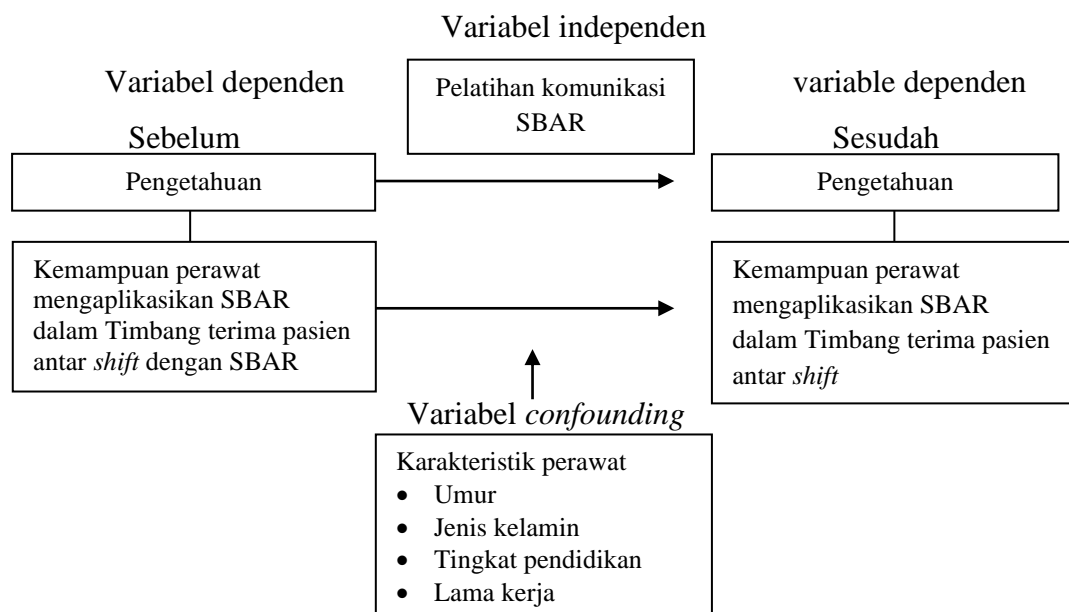 Variabel independen
Variabel dependen
Pelatihan komunikasi
SBAR
variable dependen
Sebelum
Sesudah
Pengetahuan
Pengetahuan
Kemampuan perawat
mengaplikasikan SBAR
dalam Timbang terima pasien
antar shift dengan SBAR
Kemampuan perawat
mengaplikasikan SBAR
dalam Timbang terima pasien
antar shift
Variabel confounding
Karakteristik perawat
• Umur
• Jenis kelamin
• Tingkat pendidikan
• Lama kerja